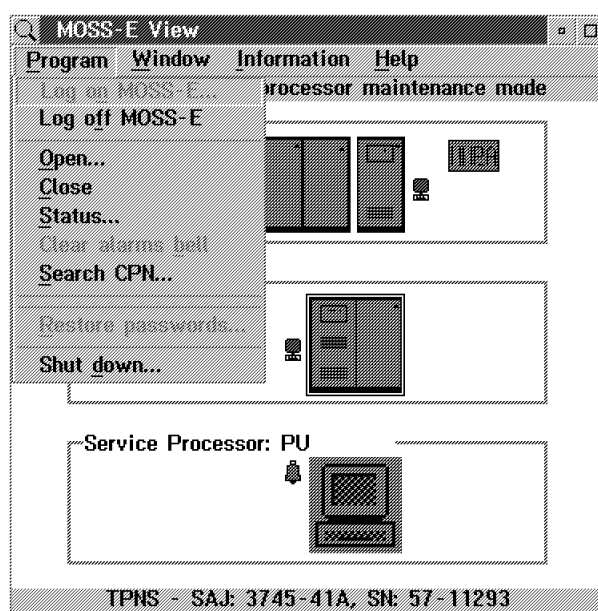 MOSS-E View
Program Window Information Help
Log on MOSS-E... processor maintenance mode
Log off MOSS-E
Open...
Close
Status...
Clear alarms bell
Search CPN...
Restore passwords...
Shut down...
Service Processor: PU
TPNS - SAJ: 3745-41A, SN: 57-11293